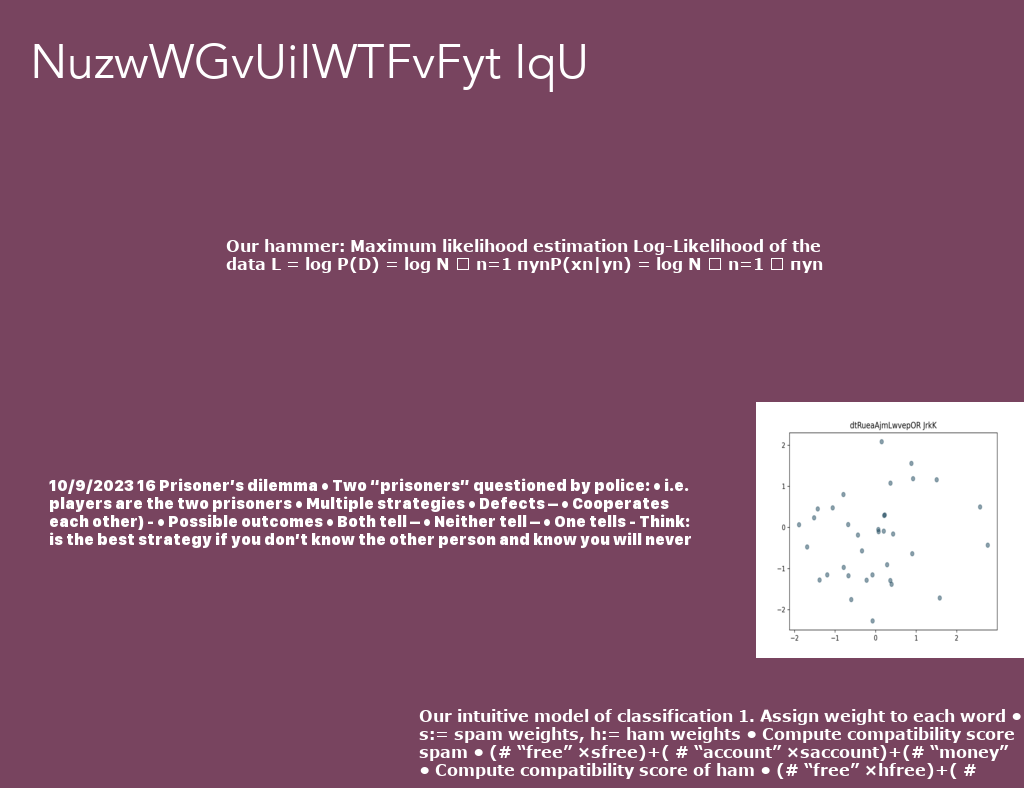 NuzwWGvUiIWTFvFyt IqU
Our hammer: Maximum likelihood estimation Log-Likelihood of the
data L = log P(D) = log N □ n=1 πynP(xn|yn) = log N □ n=1 □ πyn
dtRueaAjmLwvepOR JrkK
2
1
0
−1
−2
−2 −1 0 1 2
10/9/2023 16 Prisoner’s dilemma • Two “prisoners” questioned by police: • i.e.
players are the two prisoners • Multiple strategies • Defects – • Cooperates
each other) - • Possible outcomes • Both tell – • Neither tell – • One tells - Think:
is the best strategy if you don’t know the other person and know you will never
Our intuitive model of classification 1. Assign weight to each word •
s:= spam weights, h:= ham weights • Compute compatibility score
spam • (# “free” ×sfree)+( # “account” ×saccount)+(# “money”
• Compute compatibility score of ham • (# “free” ×hfree)+( #